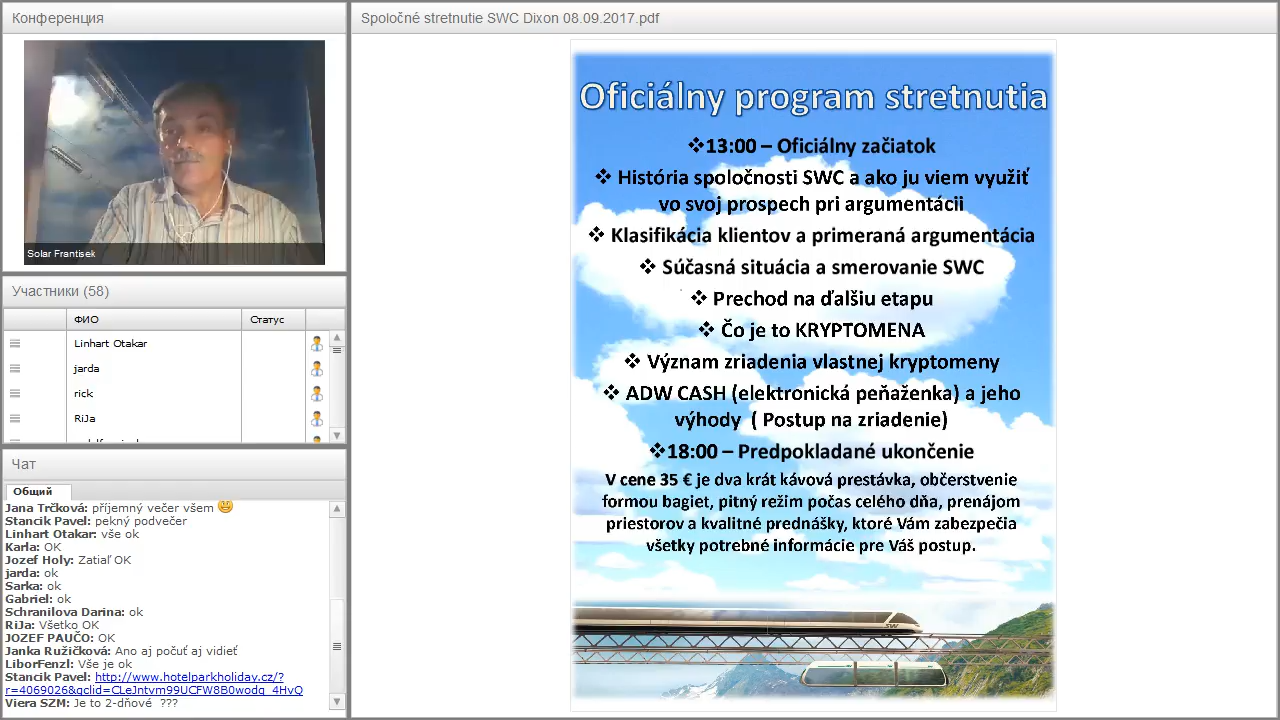 Конференция
Solar Frantisek
Участники (58)
ФИО
Статус
Linhart Otakar
jarda
rick
RiJa
Чат
Общий
Jana Trčková: příjemný večer všem
Stancik Pavel: pekný podvečer
Linhart Otakar: vše ok
Karla: OK
Jozef Holy: Zatiaľ OK
jarda: ok
Sarka: ok
Gabriel: ok
Schranilova Darina: ok
RiJa: Všetko OK
JOZEF PAUČO: OK
Janka Ružičková: Ano aj počuť aj vidieť
LiborFenzl: Vše je ok
Stancik Pavel: http://www.hotelparkholiday.cz/?
r=4069026&gclid=CLeJntvm99UCFW8B0wodq_4HvQ
Viera SZM: Je to 2-dňové ???
Spoločné stretnutie SWC Dixon 08.09.2017.pdf
Oficiálny program stretnutia
❖13:00 – Oficiálny začiatok
❖ História spoločnosti SWC a ako ju viem využiť
vo svoj prospech pri argumentácii
❖ Klasifikácia klientov a primeraná argumentácia
❖ Súčasná situácia a smerovanie SWC
❖ Prechod na ďalšiu etapu
❖ Čo je to KRYPTOMENA
❖ Význam zriadenia vlastnej kryptomeny
❖ ADW CASH (elektronická peňaženka) a jeho
výhody ( Postup na zriadenie)
❖18:00 – Predpokladané ukončenie
V cene 35 € je dva krát kávová prestávka, občerstvenie
formou bagiet, pitný režim počas celého dňa, prenájom
priestorov a kvalitné prednášky, ktoré Vám zabezpečia
všetky potrebné informácie pre Váš postup.
SW